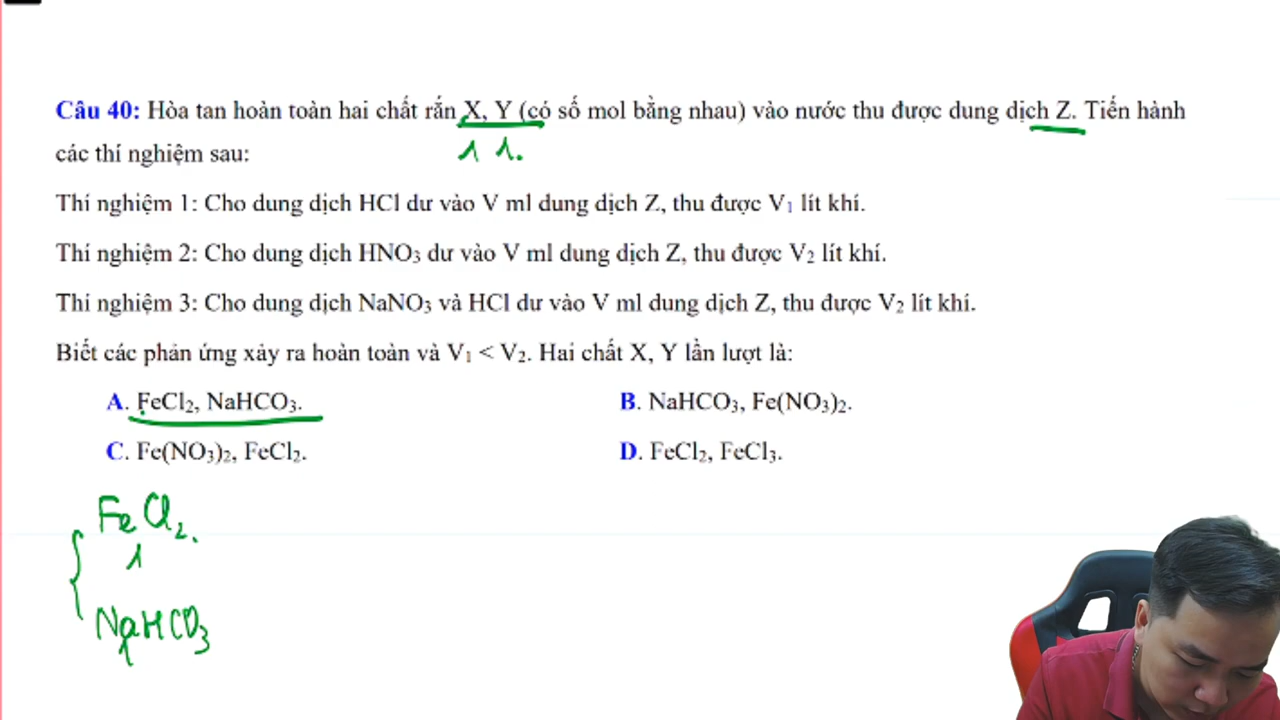 Câu 40: Hòa tan hoàn toàn hai chất rắn X, Y (có số mol bằng nhau) vào nước thu được dung dịch Z. Tiến hành
các thí nghiệm sau:
1 1.
Thí nghiệm 1: Cho dung dịch HCl dư vào V ml dung dịch Z, thu được V₁ lít khí.
Thí nghiệm 2: Cho dung dịch HNO₃ dư vào V ml dung dịch Z, thu được V₂ lít khí.
Thí nghiệm 3: Cho dung dịch NaNO₃ và HCl dư vào V ml dung dịch Z, thu được V₂ lít khí.
Biết các phản ứng xảy ra hoàn toàn và V₁ < V₂. Hai chất X, Y lần lượt là:
A. FeCl₂, NaHCO₃. B. NaHCO₃, Fe(NO₃)₂.
C. Fe(NO₃)₂, FeCl₂. D. FeCl₂, FeCl₃.
FeCl₂.
1
NaHCO₃
1